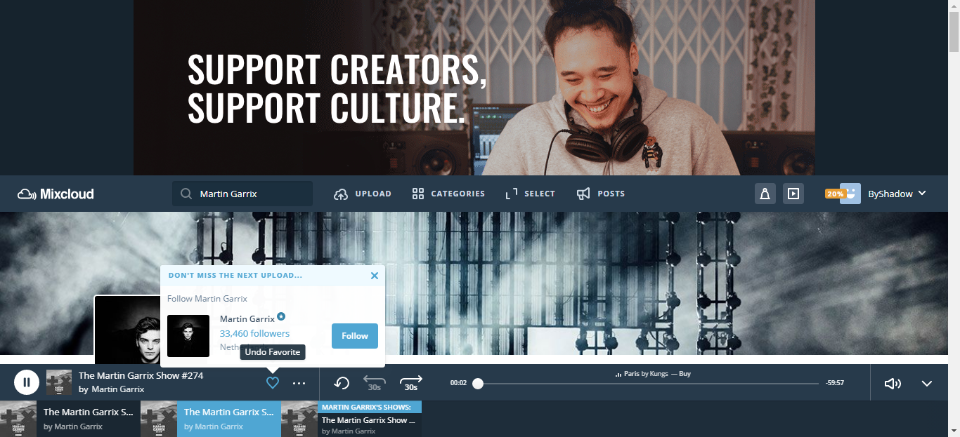 SUPPORT CREATORS,
SUPPORT CULTURE.
Mixcloud
Martin Garrix
UPLOAD
CATEGORIES
SELECT
POSTS
20%
ByShadow
DON'T MISS THE NEXT UPLOAD...
Follow Martin Garrix
Martin Garrix
33,460 followers
Neth
Follow
Undo Favorite
The Martin Garrix Show #274
by Martin Garrix
30s
30s
00:02
Paris by Kungs — Buy
-59:57
The Martin Garrix S...
by Martin Garrix
The Martin Garrix S...
by Martin Garrix
MARTIN GARRIX'S SHOWS:
The Martin Garrix Show ...
by Martin Garrix